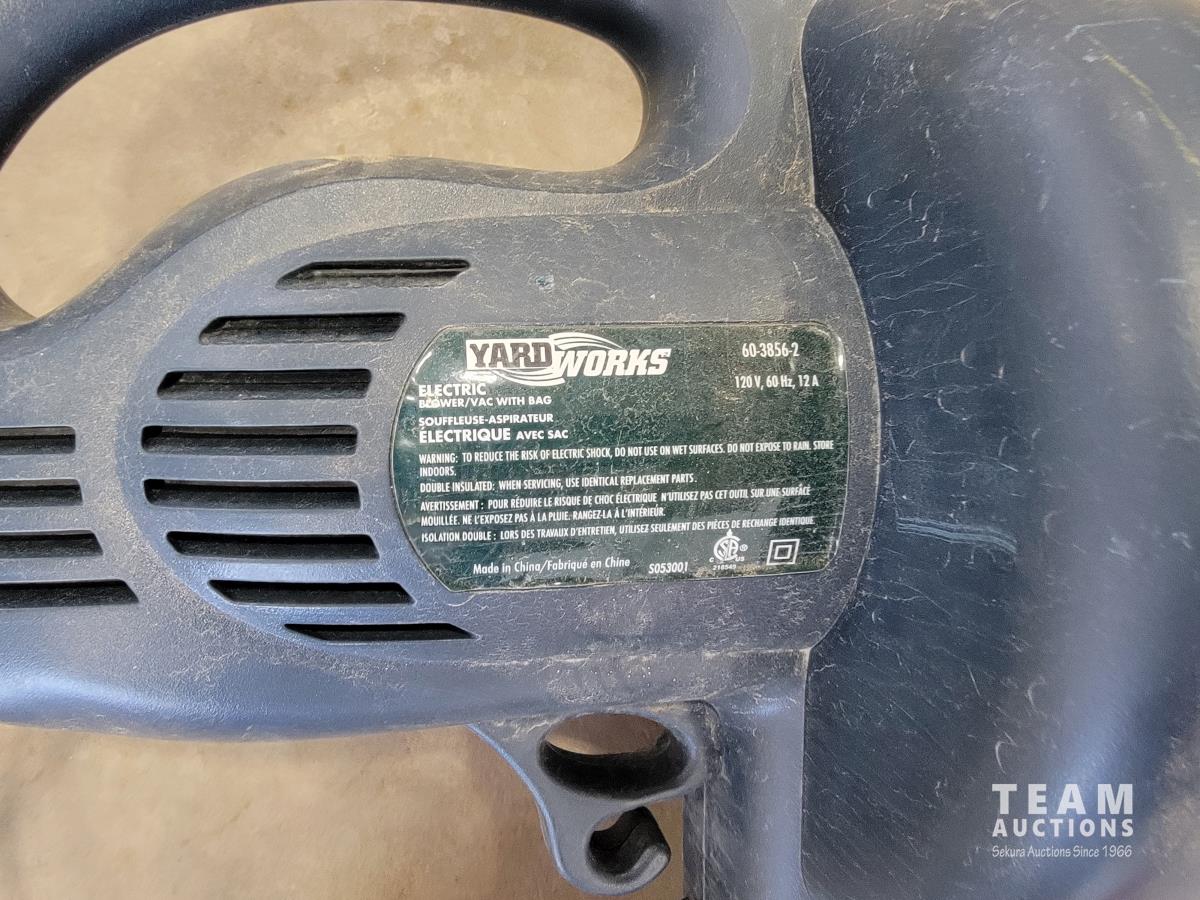 YARDWORKS
60-3856-2
120 V, 60 Hz, 12 A
ELECTRIC
BLOWER/VAC WITH BAG
SOUFFLEUSE-ASPIRATEUR
ÉLECTRIQUE AVEC SAC
WARNING: TO REDUCE THE RISK OF ELECTRIC SHOCK, DO NOT USE ON WET SURFACES. DO NOT EXPOSE TO RAIN. STORE
INDOORS.
DOUBLE INSULATED: WHEN SERVICING, USE IDENTICAL REPLACEMENT PARTS.
AVERTISSEMENT : POUR RÉDUIRE LE RISQUE DE CHOC ÉLECTRIQUE N'UTILISEZ PAS CET OUTIL SUR UNE SURFACE
MOUILLÉE. NE L'EXPOSEZ PAS À LA PLUIE. RANGEZ-LA À L'INTÉRIEUR.
ISOLATION DOUBLE : LORS DES TRAVAUX D'ENTRETIEN, UTILISEZ SEULEMENT DES PIÈCES DE RECHANGE IDENTIQUE.
Made in China/Fabriqué en Chine S053001
C SA ® US
216545
TEAM
AUCTIONS
Sekura Auctions Since 1966